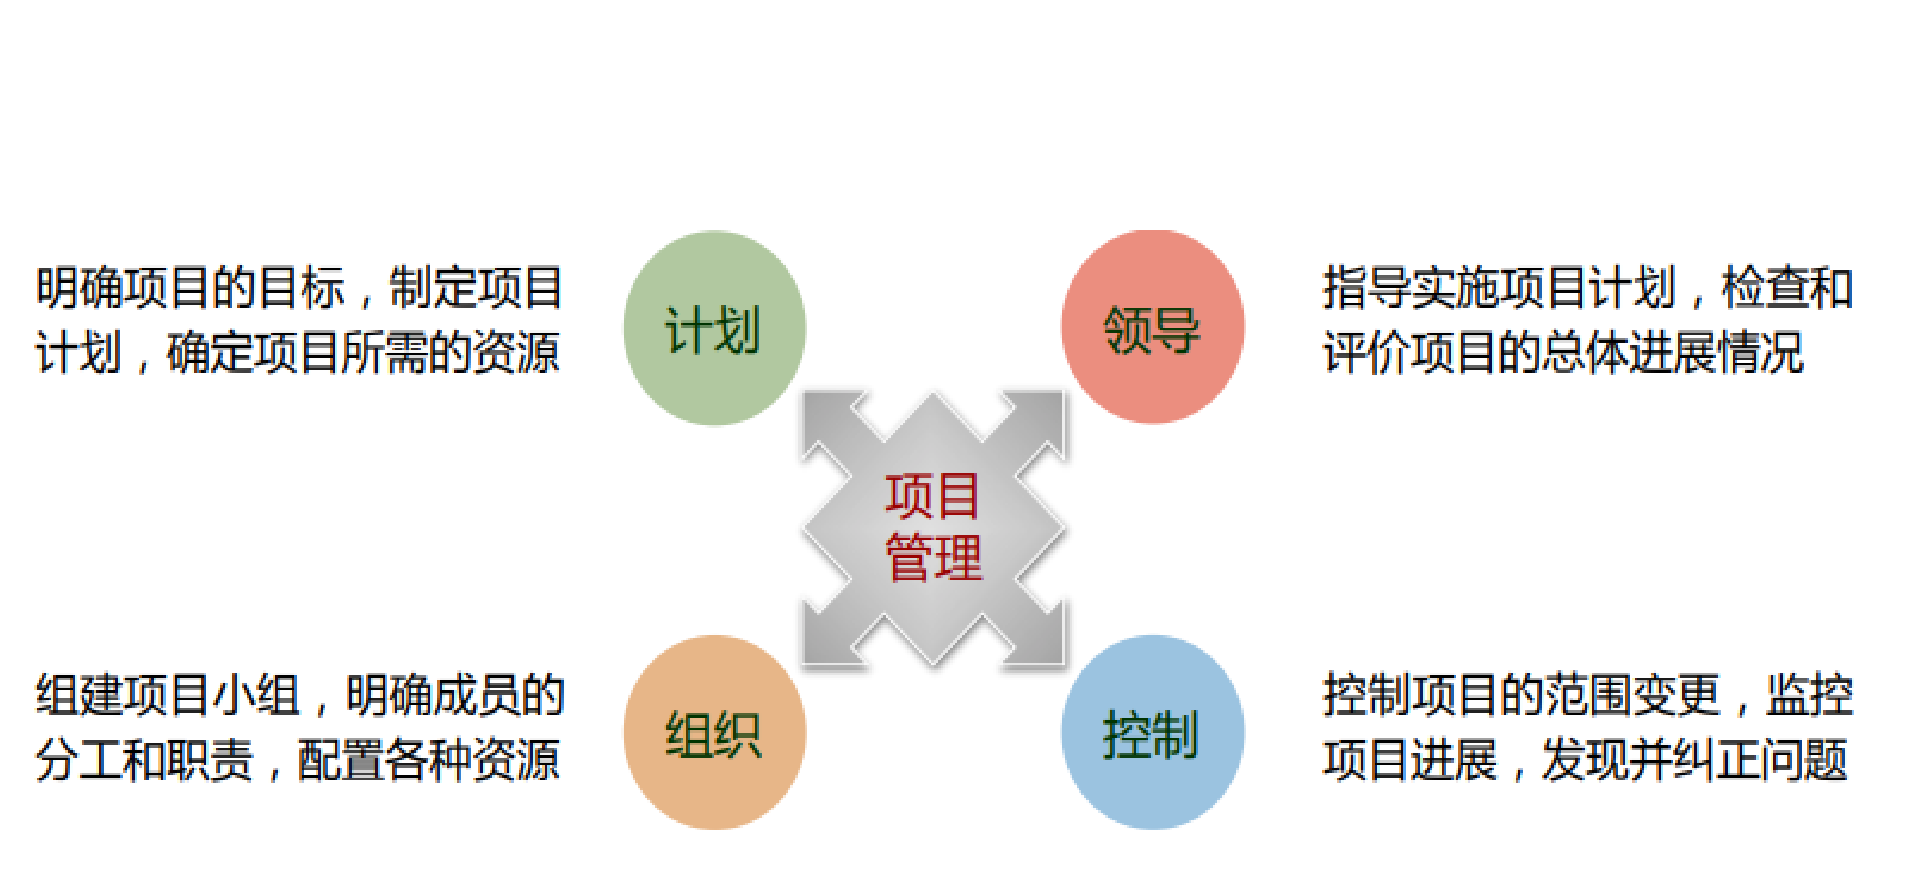 明确项目的目标，制定项目
计划，确定项目所需的资源
计划
领导
指导实施项目计划，检查和
评价项目的总体进展情况
项目
管理
组建项目小组，明确成员的
分工和职责，配置各种资源
组织
控制
控制项目的范围变更，监控
项目进展，发现并纠正问题